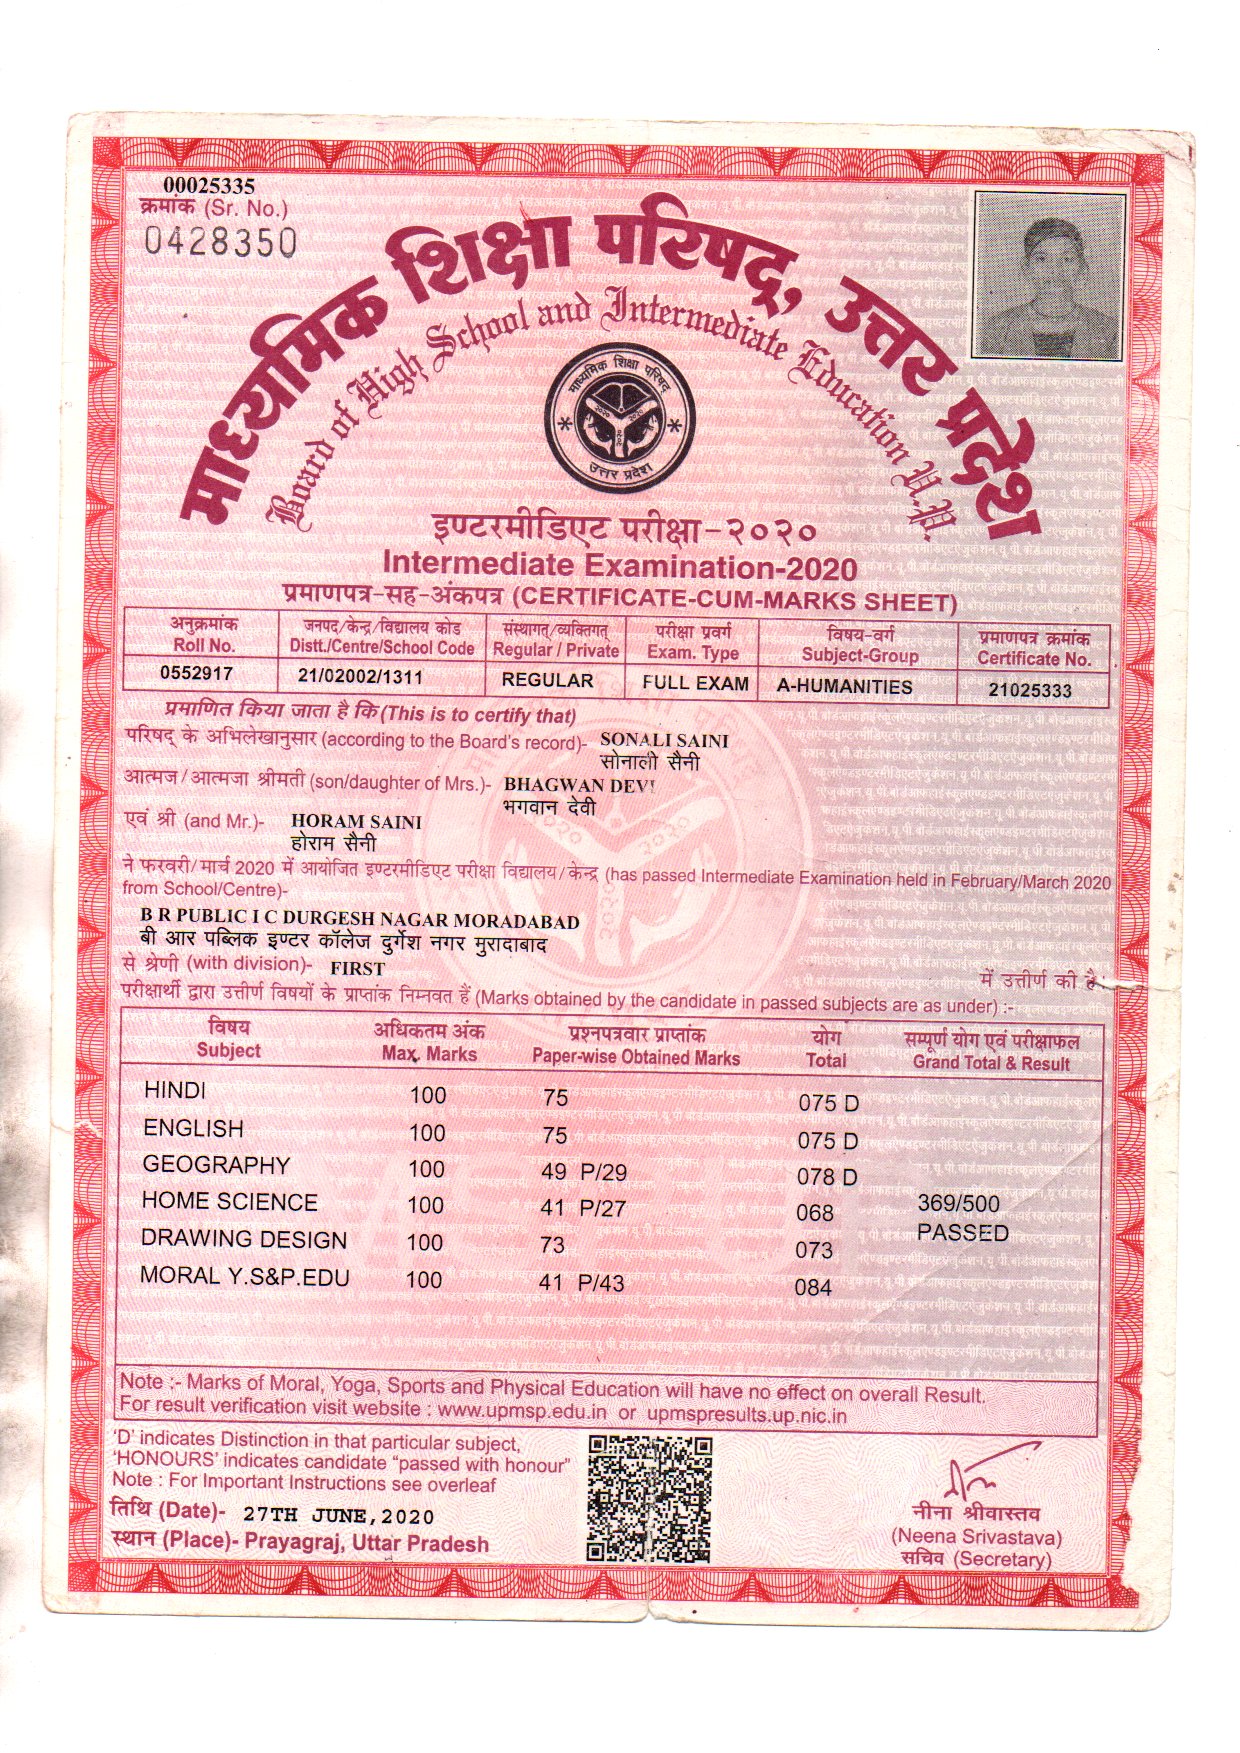 00025335
क्रमांक (Sr. No.)
0428350
माध्यमिक शिक्षा परिषद्, उत्तर प्रदेश
Board of High School and Intermediate Education U.P.
माध्यमिक शिक्षा परिषद्
२०२० २०२०
२०२०
उत्तर प्रदेश
इण्टरमीडिएट परीक्षा-२०२०
Intermediate Examination-2020
प्रमाणपत्र-सह-अंकपत्र (CERTIFICATE-CUM-MARKS SHEET)
अनुक्रमांक जनपद/केन्द्र/विद्यालय कोड संस्थागत्/व्यक्तिगत् परीक्षा प्रवर्ग विषय-वर्ग प्रमाणपत्र क्रमांक
Roll No. Distt./Centre/School Code Regular / Private Exam. Type Subject-Group Certificate No.
0552917 21/02002/1311 REGULAR FULL EXAM A-HUMANITIES 21025333
प्रमाणित किया जाता है कि (This is to certify that)
परिषद् के अभिलेखानुसार (according to the Board's record)- SONALI SAINI
सोनाली सैनी
आत्मज/आत्मजा श्रीमती (son/daughter of Mrs.)- BHAGWAN DEVI
भगवान देवी
एवं श्री (and Mr.)- HORAM SAINI
होराम सैनी
ने फरवरी/मार्च 2020 में आयोजित इण्टरमीडिएट परीक्षा विद्यालय/केन्द्र (has passed Intermediate Examination held in February/March 2020
from School/Centre)-
B R PUBLIC I C DURGESH NAGAR MORADABAD
बी आर पब्लिक इण्टर कॉलेज दुर्गेश नगर मुरादाबाद
से श्रेणी (with division)- FIRST में उत्तीर्ण की है
परीक्षार्थी द्वारा उत्तीर्ण विषयों के प्राप्तांक निम्नवत हैं (Marks obtained by the candidate in passed subjects are as under) :-
विषय अधिकतम अंक प्रश्नपत्रवार प्राप्तांक योग सम्पूर्ण योग एवं परीक्षाफल
Subject Max. Marks Paper-wise Obtained Marks Total Grand Total & Result
HINDI 100 75 075 D
ENGLISH 100 75 075 D
GEOGRAPHY 100 49 P/29 078 D
HOME SCIENCE 100 41 P/27 068 369/500
PASSED
DRAWING DESIGN 100 73 073
MORAL Y.S&P.EDU 100 41 P/43 084
Note :- Marks of Moral, Yoga, Sports and Physical Education will have no effect on overall Result.
For result verification visit website : www.upmsp.edu.in or upmspresults.up.nic.in
'D' indicates Distinction in that particular subject,
'HONOURS' indicates candidate "passed with honour"
Note : For Important Instructions see overleaf
तिथि (Date)- 27TH JUNE,2020
स्थान (Place)- Prayagraj, Uttar Pradesh
नीना श्रीवास्तव
(Neena Srivastava)
सचिव (Secretary)